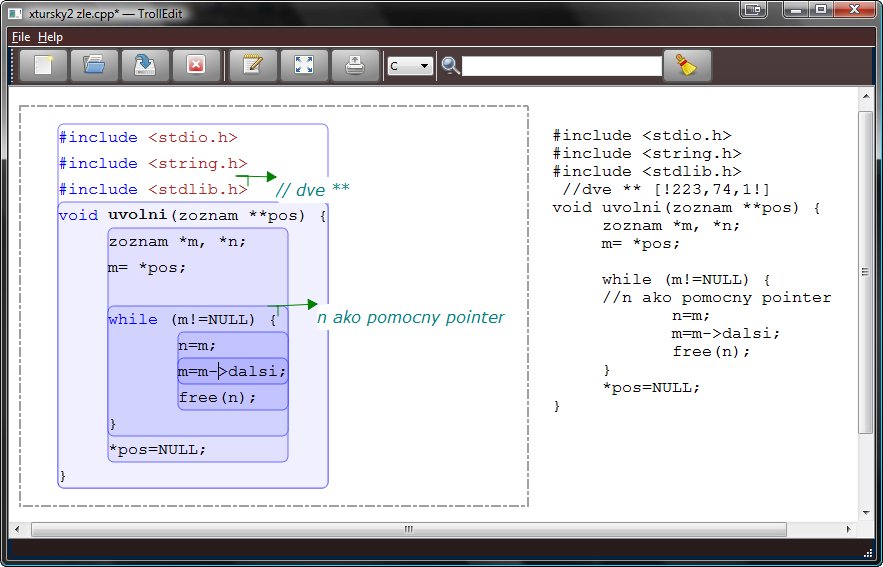 xtursky2 zle.cpp* — TrollEdit
File Help
C
#include <stdio.h>
#include <string.h>
#include <stdlib.h>
// dve **
void uvolni(zoznam **pos) {
zoznam *m, *n;
m= *pos;
n ako pomocny pointer
while (m!=NULL) {
n=m;
m=m->dalsi;
free(n);
}
*pos=NULL;
}
#include <stdio.h>
#include <string.h>
#include <stdlib.h>
//dve ** [!223,74,1!]
void uvolni(zoznam **pos) {
zoznam *m, *n;
m= *pos;
while (m!=NULL) {
//n ako pomocny pointer
n=m;
m=m->dalsi;
free(n);
}
*pos=NULL;
}